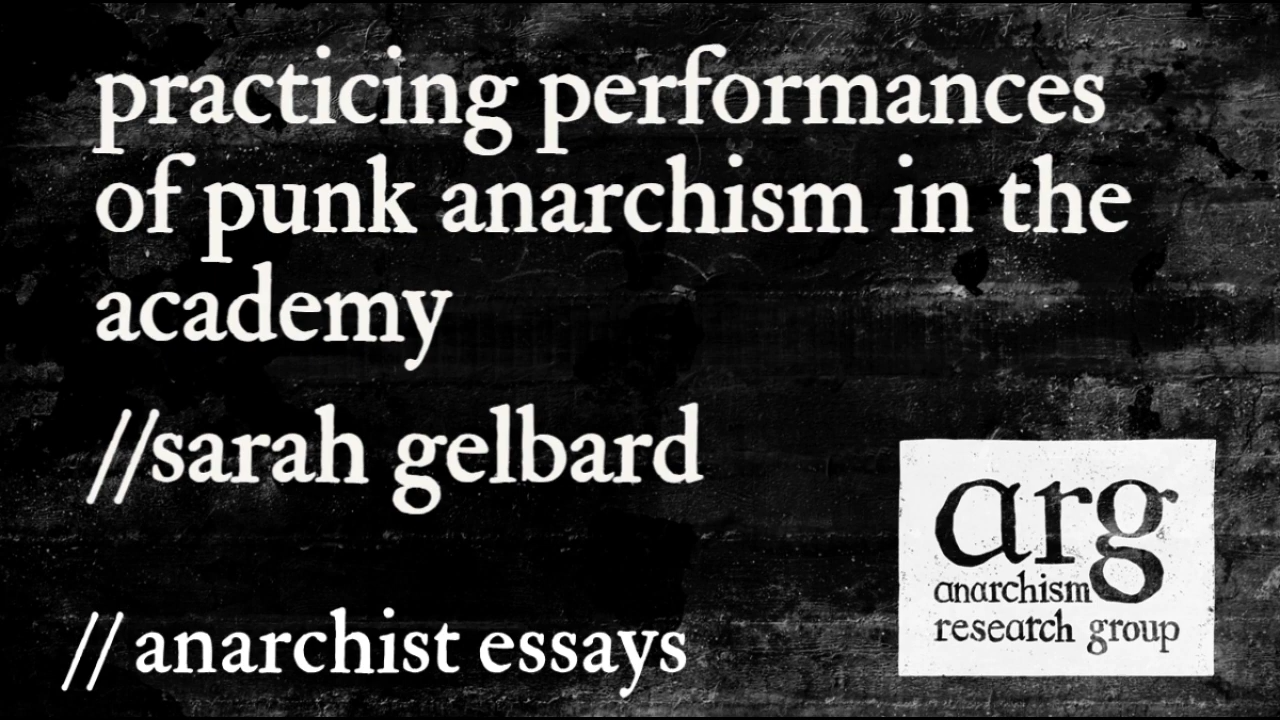 practicing performances
of punk anarchism in the
academy
//sarah gelbard
// anarchist essays
arg
anarchism
research group